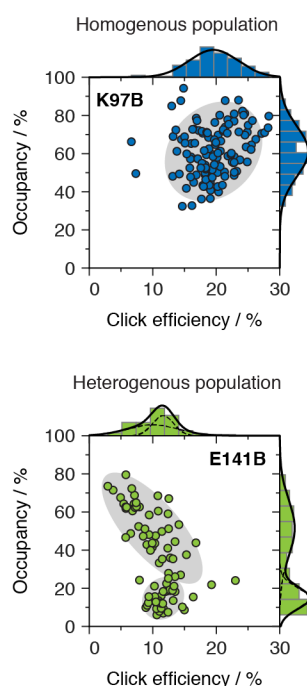 Homogenous population
K97B
Occupancy / %
100
80
60
40
20
0
0 10 20 30
Click efficiency / %
Heterogenous population
E141B
Occupancy / %
100
80
60
40
20
0
0 10 20 30
Click efficiency / %